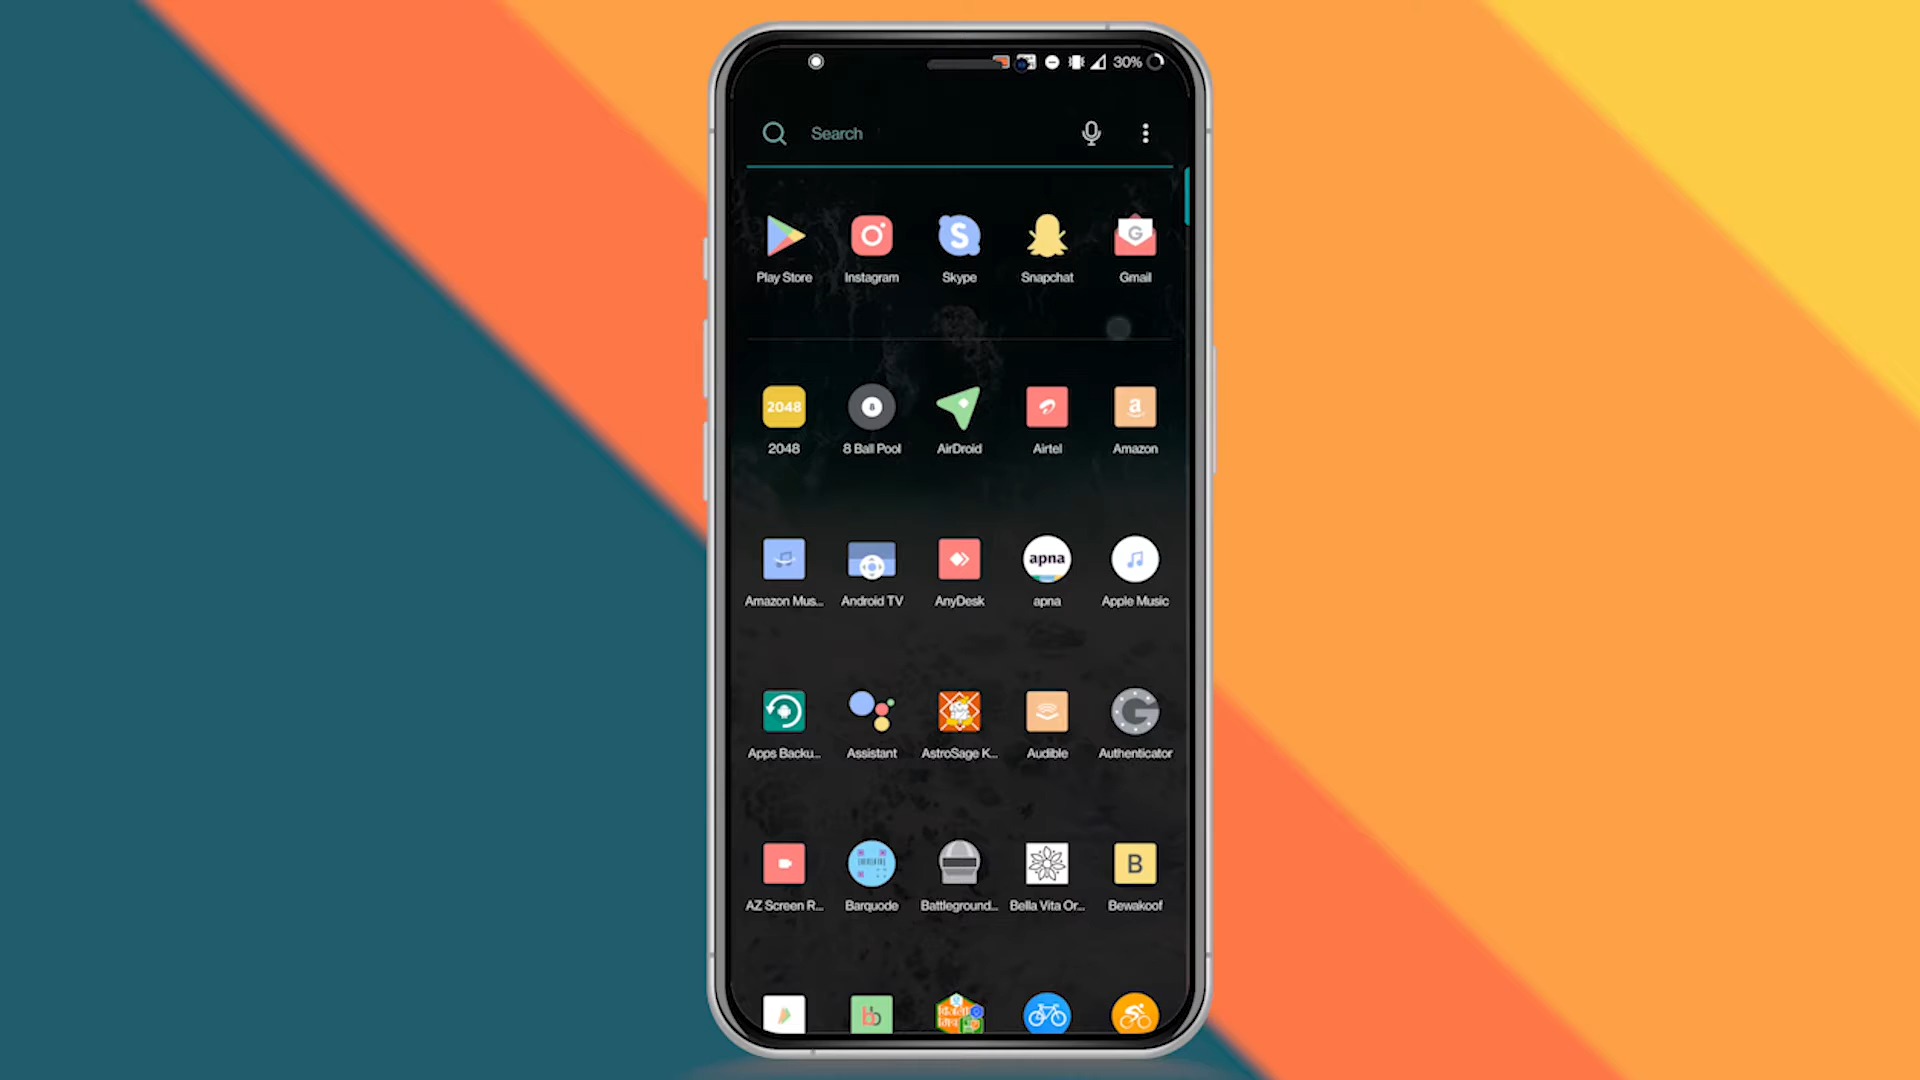 30%
Search
Play Store Instagram Skype Snapchat Gmail
2048
2048 8 Ball Pool AirDroid Airtel Amazon
apna
Amazon Mus... Android TV AnyDesk apna Apple Music
Apps Backu... Assistant AstroSage K... Audible Authenticator
B
AZ Screen R... Barquode Battleground... Bella Vita Or... Bewakoof
bb